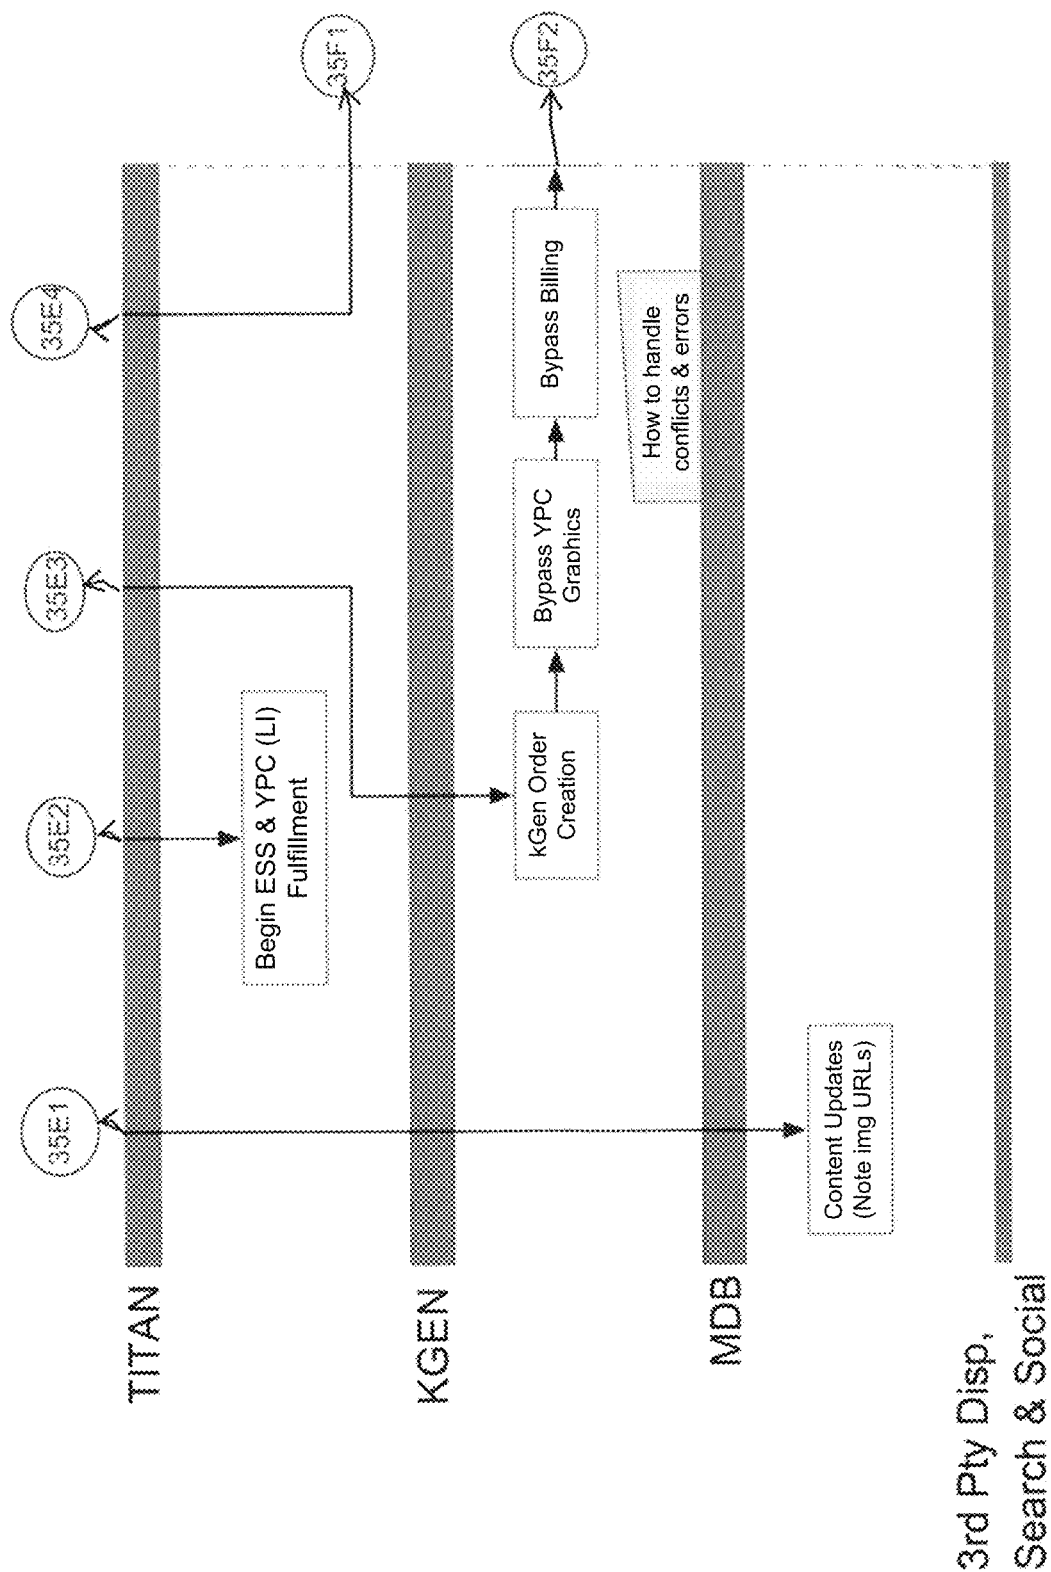 35E1
35E2
35E3
35E4
TITAN
Begin ESS & YPC (LI)
Fulfillment
35F1
KGEN
kGen Order
Creation
Bypass YPC
Graphics
Bypass Billing
35F2
How to handle
conflicts & errors
MDB
Content Updates
(Note img URLs)
3rd Pty Disp,
Search & Social